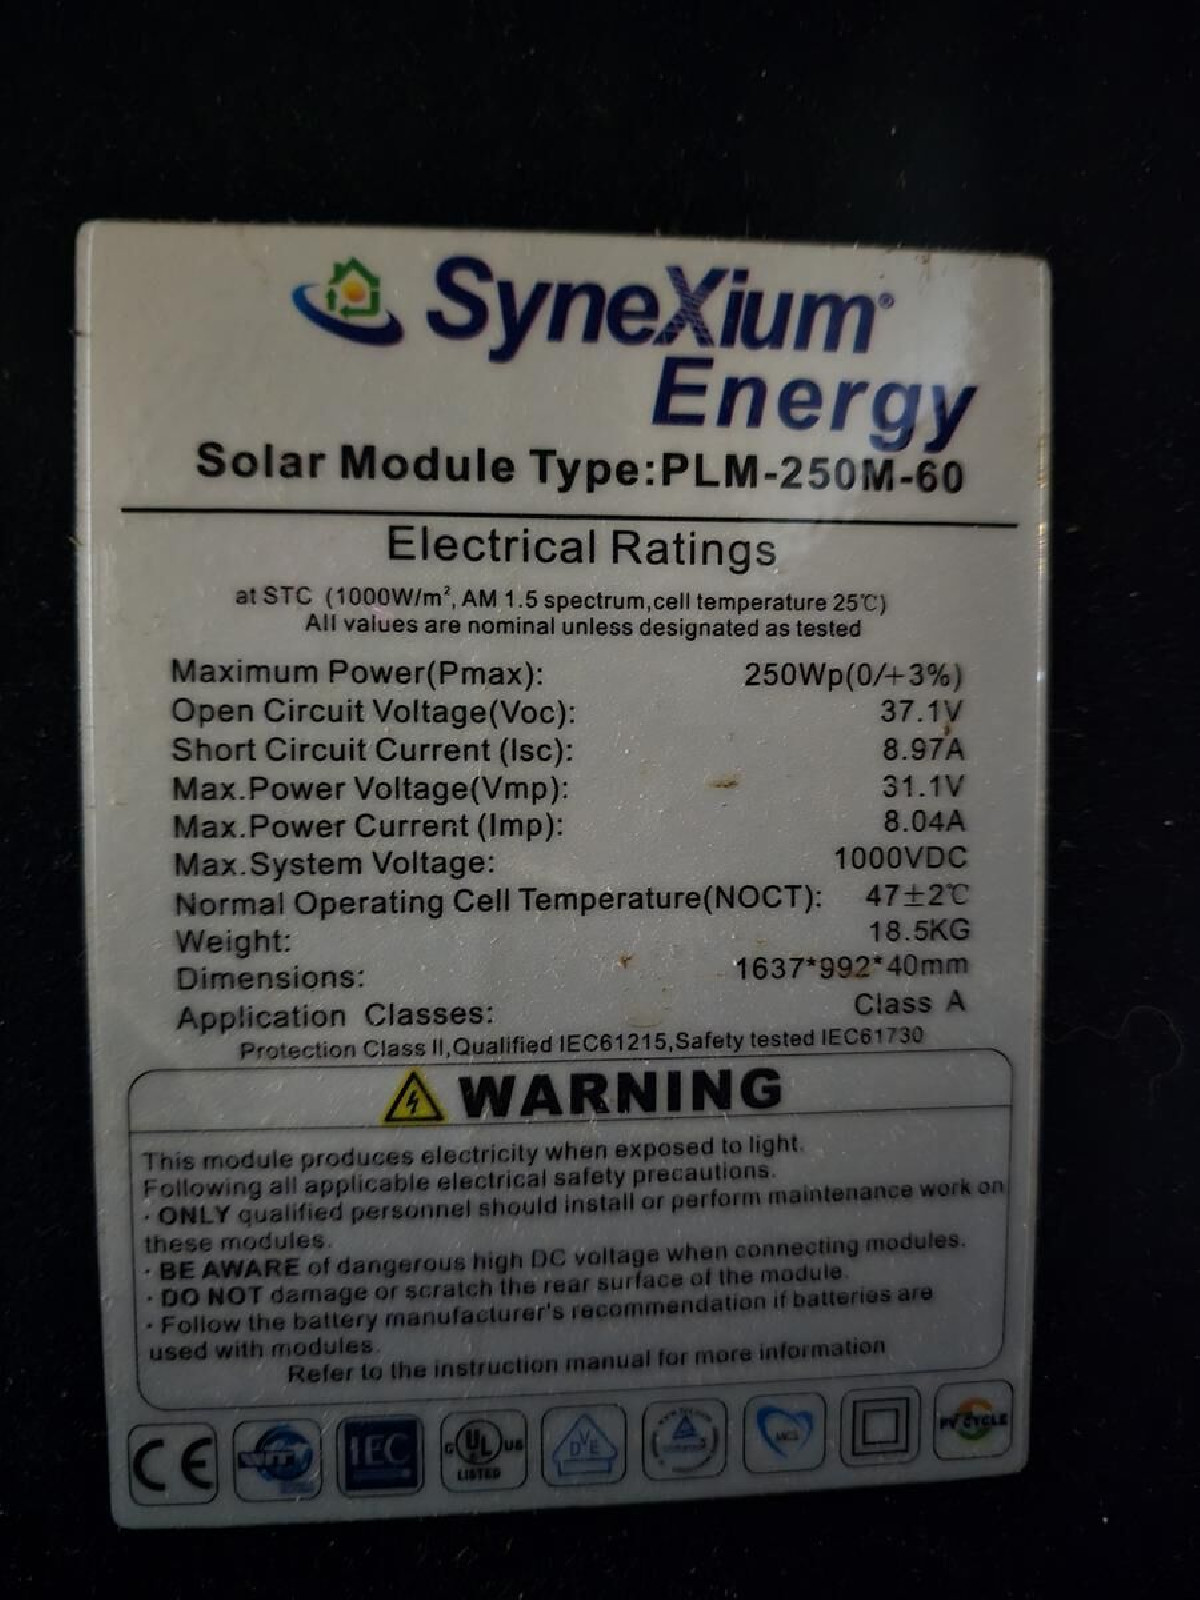 SyneXium®
Energy
Solar Module Type:PLM-250M-60
Electrical Ratings
at STC (1000W/m², AM 1.5 spectrum,cell temperature 25℃)
All values are nominal unless designated as tested
Maximum Power(Pmax): 250Wp(0/+3%)
Open Circuit Voltage(Voc): 37.1V
Short Circuit Current (Isc): 8.97A
Max.Power Voltage(Vmp): 31.1V
Max.Power Current (Imp): 8.04A
Max.System Voltage: 1000VDC
Normal Operating Cell Temperature(NOCT): 47±2℃
Weight: 18.5KG
Dimensions: 1637*992*40mm
Application Classes: Class A
Protection Class II,Qualified IEC61215,Safety tested IEC61730
WARNING
This module produces electricity when exposed to light.
Following all applicable electrical safety precautions.
· ONLY qualified personnel should install or perform maintenance work on
these modules.
· BE AWARE of dangerous high DC voltage when connecting modules.
· DO NOT damage or scratch the rear surface of the module.
· Follow the battery manufacturer's recommendation if batteries are
used with modules.
Refer to the instruction manual for more information
CE IEC C UL US LISTED DVE MCS PV CYCLE